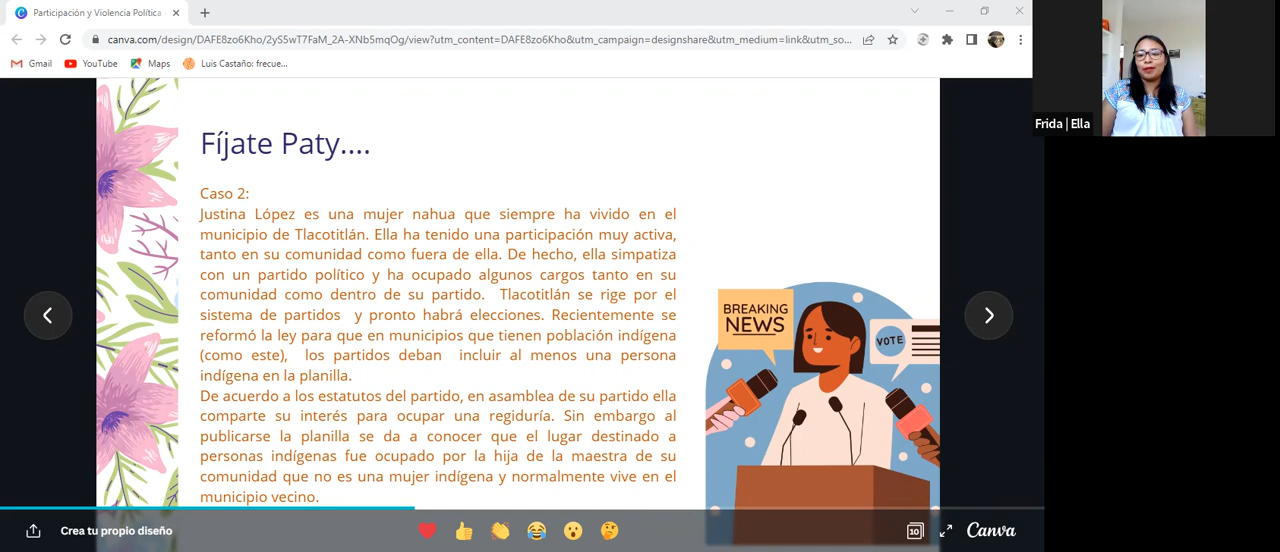 Participación y Violencia Política
canva.com/design/DAFE8zo6Kho/2yS5wT7FaM_2A-XNb5mqOg/view?utm_content=DAFE8zo6Kho&utm_campaign=designshare&utm_medium=link&utm_so...
Gmail YouTube Maps Luis Castaño: frecue...
Frida | Ella
Fíjate Paty....
Caso 2:
Justina López es una mujer nahua que siempre ha vivido en el
municipio de Tlacotitlán. Ella ha tenido una participación muy activa,
tanto en su comunidad como fuera de ella. De hecho, ella simpatiza
con un partido político y ha ocupado algunos cargos tanto en su
comunidad como dentro de su partido. Tlacotitlán se rige por el
sistema de partidos y pronto habrá elecciones. Recientemente se
reformó la ley para que en municipios que tienen población indígena
(como este), los partidos deban incluir al menos una persona
indígena en la planilla.
De acuerdo a los estatutos del partido, en asamblea de su partido ella
comparte su interés para ocupar una regiduría. Sin embargo al
publicarse la planilla se da a conocer que el lugar destinado a
personas indígenas fue ocupado por la hija de la maestra de su
comunidad que no es una mujer indígena y normalmente vive en el
municipio vecino.
BREAKING
NEWS
VOTE
Crea tu propio diseño
10
Canva